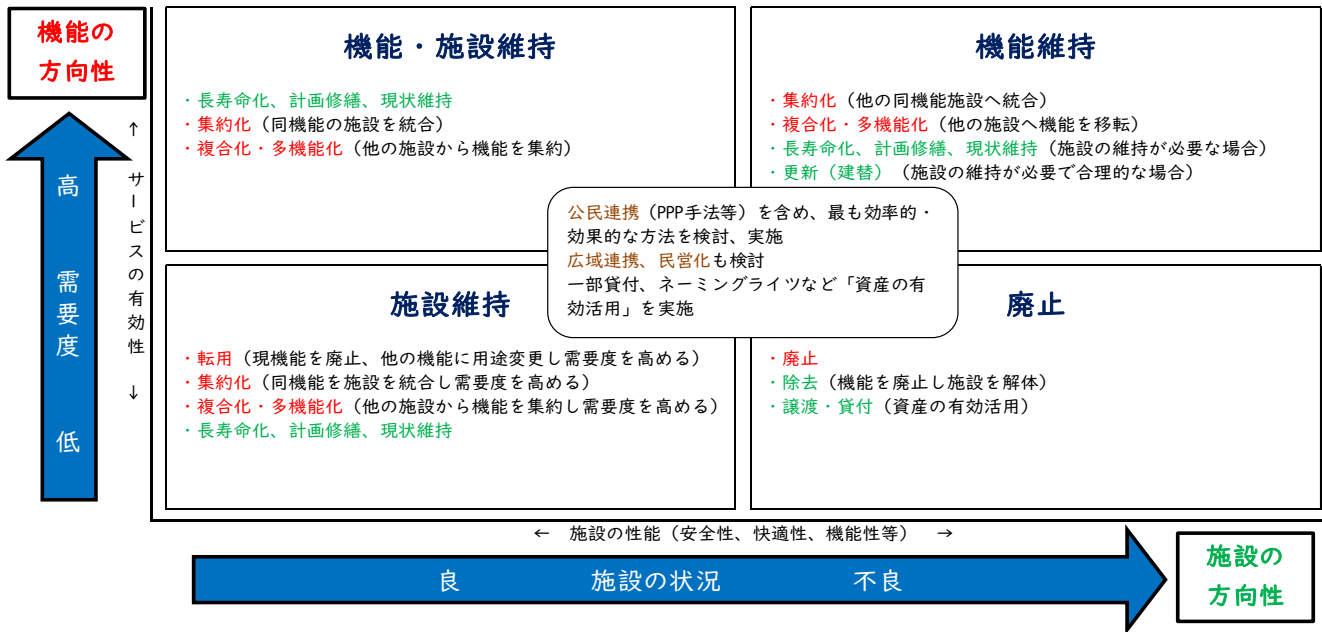 機能の
方向性
↑
サービスの有効性
↓
高
需要度
低
機能・施設維持
・長寿命化、計画修繕、現状維持
・集約化（同機能の施設を統合）
・複合化・多機能化（他の施設から機能を集約）
機能維持
・集約化（他の同機能施設へ統合）
・複合化・多機能化（他の施設へ機能を移転）
・長寿命化、計画修繕、現状維持（施設の維持が必要な場合）
・更新（建替）（施設の維持が必要で合理的な場合）
公民連携（PPP手法等）を含め、最も効率的・
効果的な方法を検討、実施
広域連携、民営化も検討
一部貸付、ネーミングライツなど「資産の有
効活用」を実施
施設維持
・転用（現機能を廃止、他の機能に用途変更し需要度を高める）
・集約化（同機能を施設を統合し需要度を高める）
・複合化・多機能化（他の施設から機能を集約し需要度を高める）
・長寿命化、計画修繕、現状維持
廃止
・廃止
・除去（機能を廃止し施設を解体）
・譲渡・貸付（資産の有効活用）
← 施設の性能（安全性、快適性、機能性等） →
良 施設の状況 不良
施設の
方向性